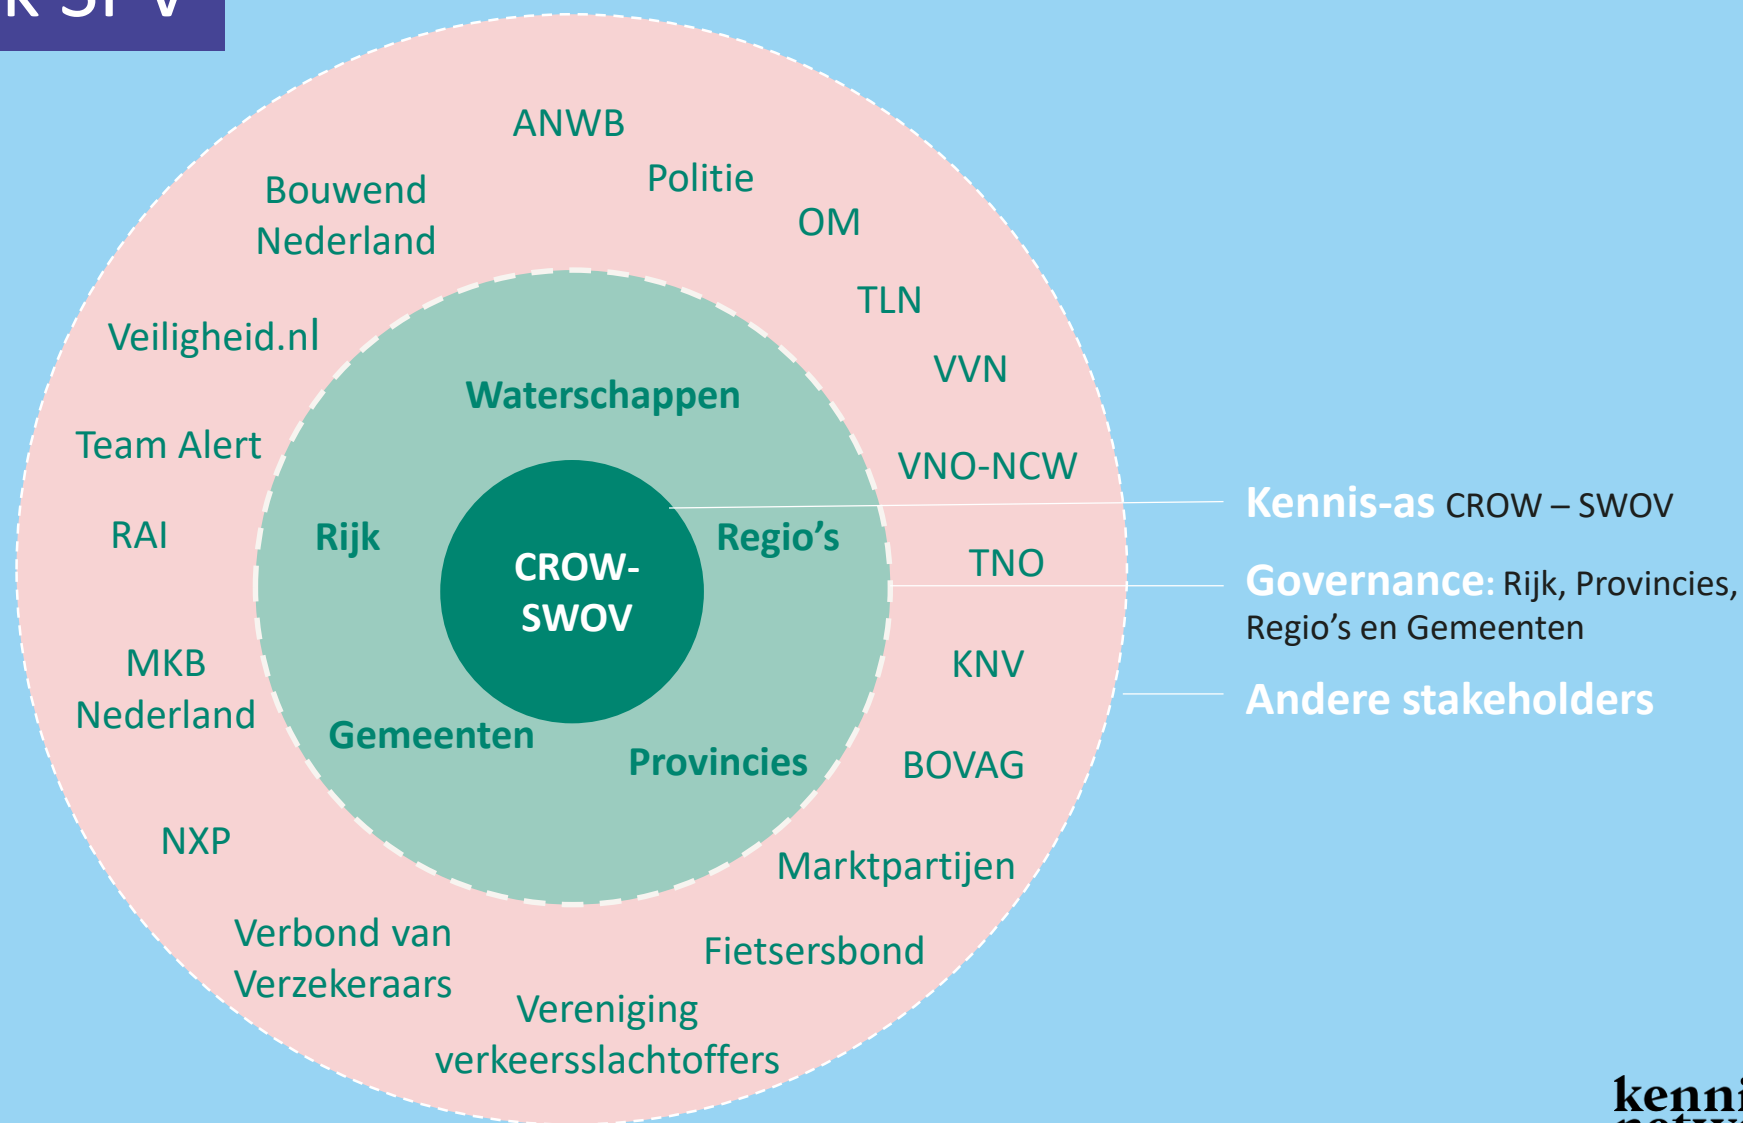 k SPV
ANWB
Politie
Bouwend
Nederland
OM
TLN
Veiligheid.nl
VVN
Waterschappen
Team Alert
VNO-NCW
RAI
Rijk
Regio’s
CROW-
SWOV
TNO
MKB
Nederland
KNV
Gemeenten
Provincies
BOVAG
NXP
Marktpartijen
Verbond van
Verzekeraars
Fietsersbond
Vereniging
verkeersslachtoffers
Kennis-as CROW – SWOV
Governance: Rijk, Provincies,
Regio’s en Gemeenten
Andere stakeholders
kenni